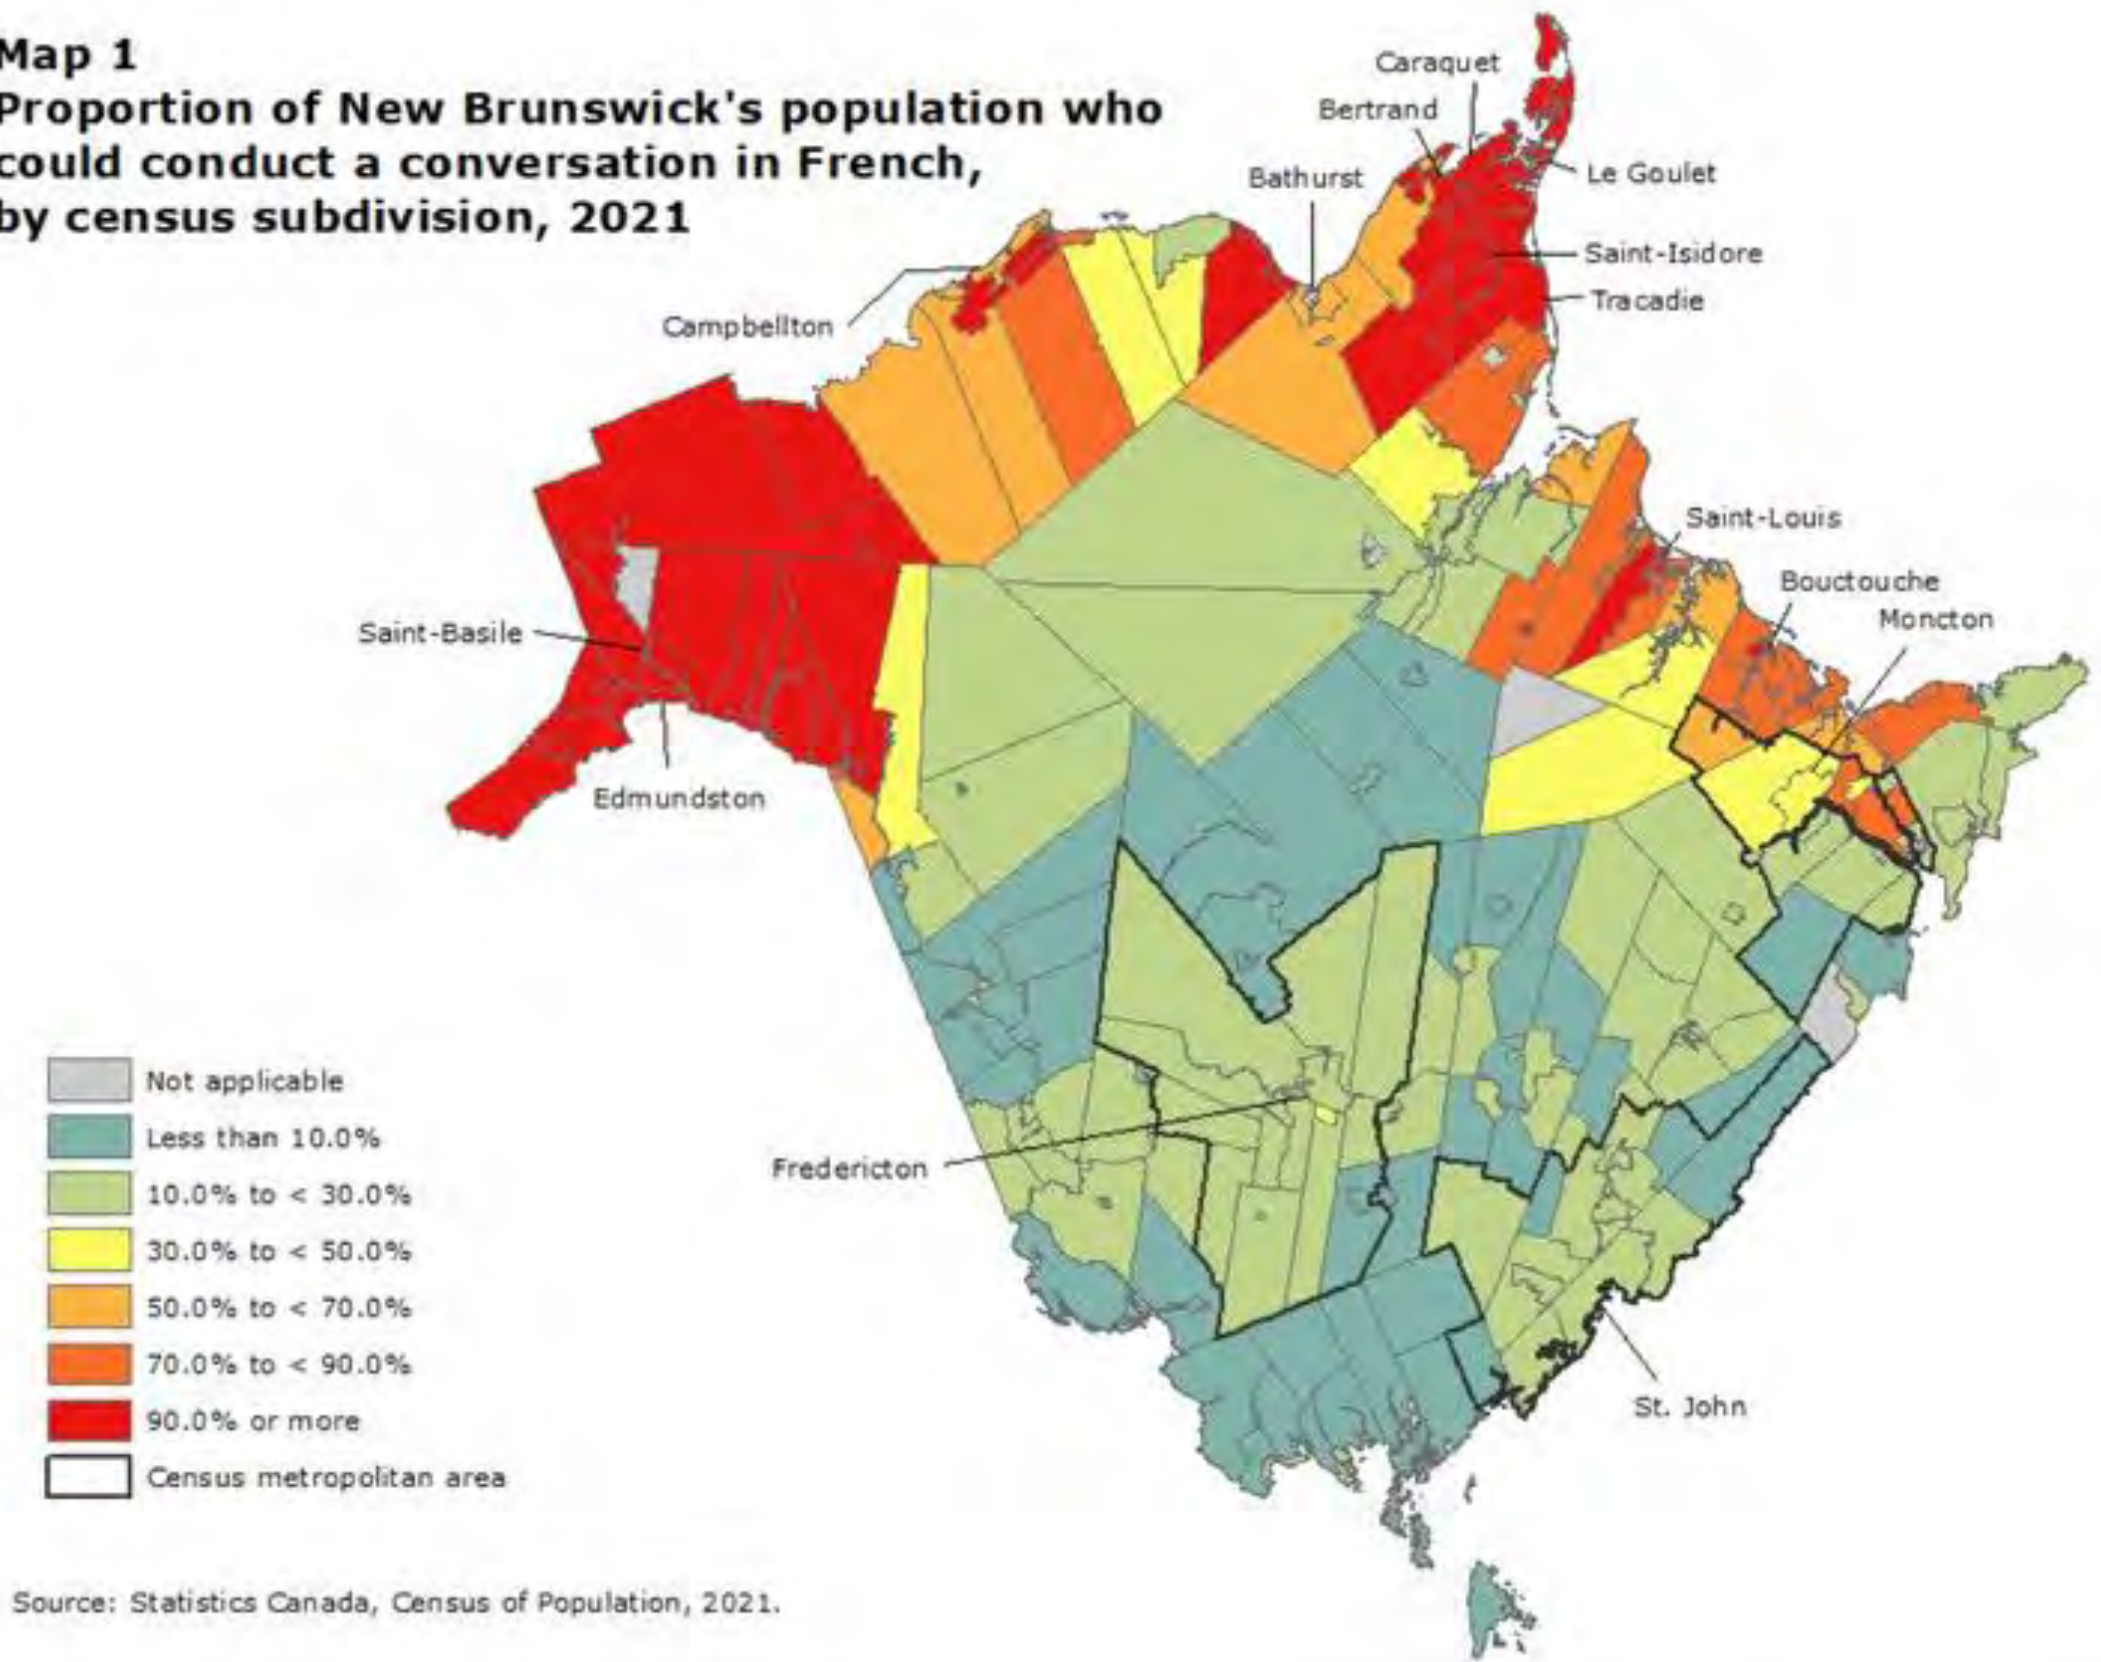 Map 1
Proportion of New Brunswick's population who
could conduct a conversation in French,
by census subdivision, 2021
Caraquet
Bertrand
Bathurst
Le Goulet
Saint-Isidore
Tracadie
Campbellton
Saint-Louis
Bouctouche
Moncton
Saint-Basile
Edmundston
Fredericton
St. John
Not applicable
Less than 10.0%
10.0% to < 30.0%
30.0% to < 50.0%
50.0% to < 70.0%
70.0% to < 90.0%
90.0% or more
Census metropolitan area
Source: Statistics Canada, Census of Population, 2021.